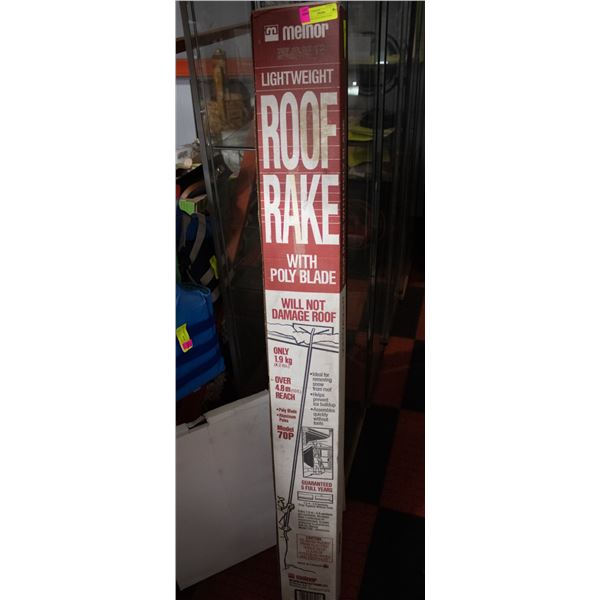 melnor
LIGHTWEIGHT
ROOF
RAKE
WITH
POLY BLADE
WILL NOT
DAMAGE ROOF
ONLY
1.9 kg
OVER
4.8 m
REACH
• Poly Blade
• Aluminum
Poles
Model
70P
• Ideal for
removing
snow
from roof
• Helps
prevent
ice buildup
• Assembles
quickly
without
tools
GUARANTEED
5 FULL YEARS
CAUTION
melnor